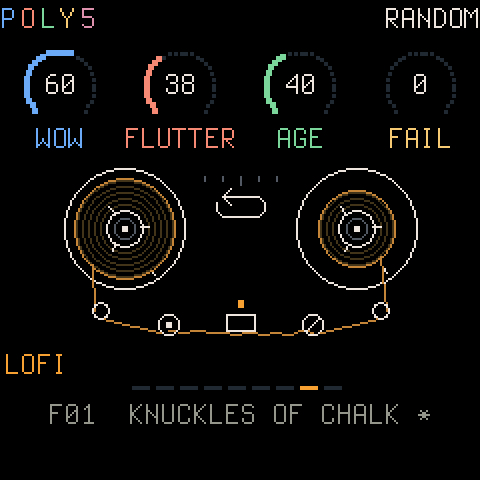 POLY5 RANDOM
60 38 40 0
WOW FLUTTER AGE FAIL
LOFI
F01 KNUCKLES OF CHALK *